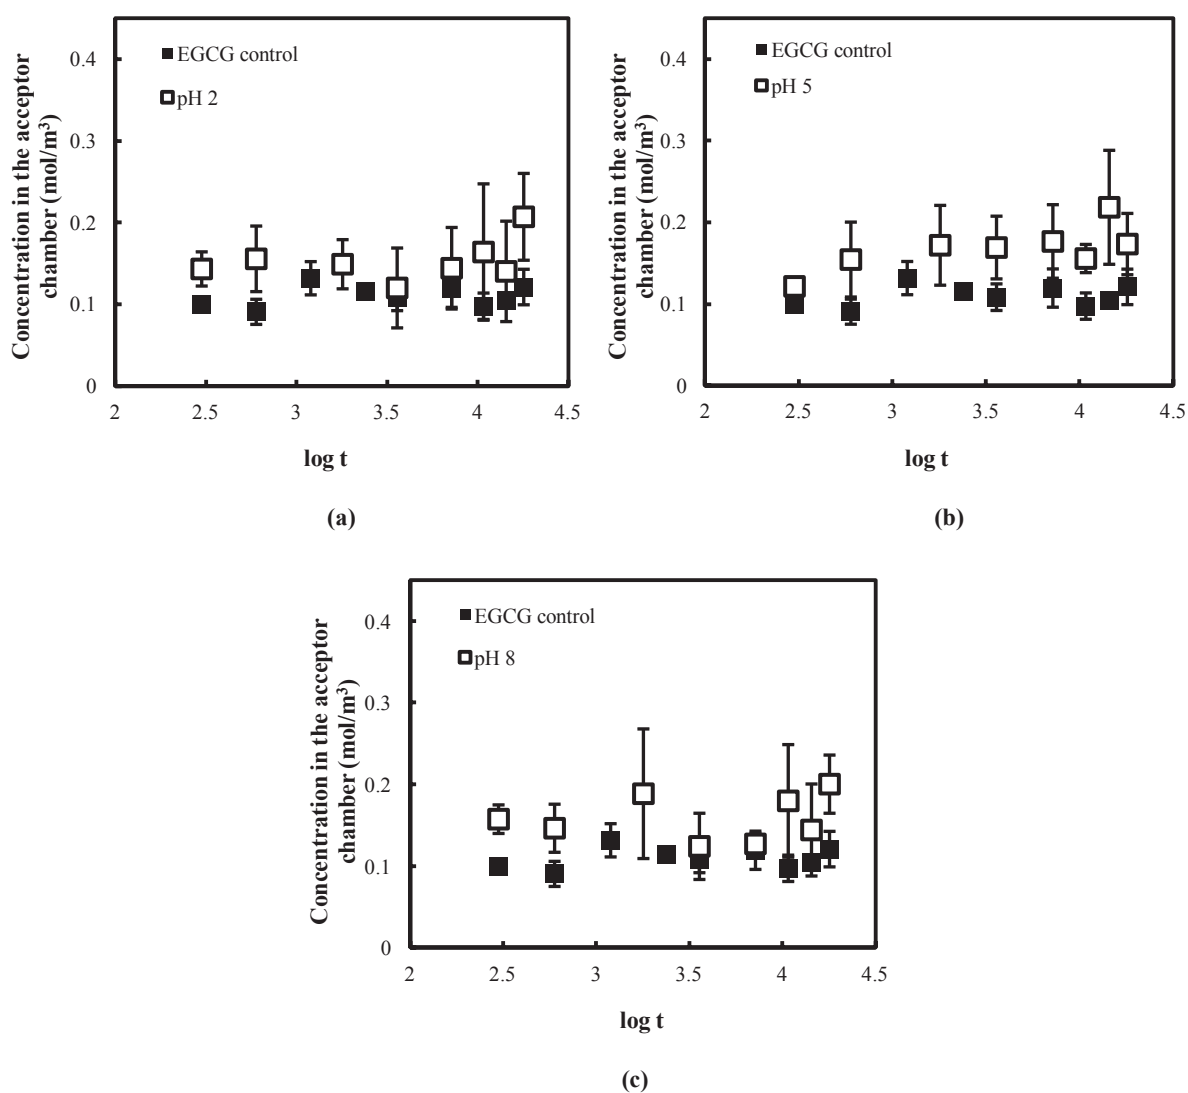 Concentration in the acceptor
chamber (mol/m³)
0.4
0.3
0.2
0.1
0
EGCG control
pH 2
2
2.5
3
3.5
4
4.5
log t
(a)
Concentration in the acceptor
chamber (mol/m³)
0.4
0.3
0.2
0.1
0
EGCG control
pH 5
2
2.5
3
3.5
4
4.5
log t
(b)
Concentration in the acceptor
chamber (mol/m³)
0.4
0.3
0.2
0.1
0
EGCG control
pH 8
2
2.5
3
3.5
4
4.5
log t
(c)